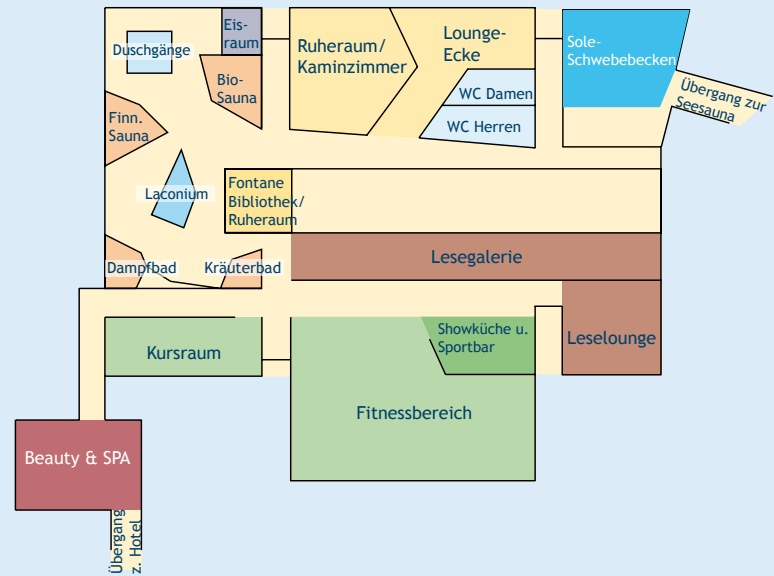 Eis-
raum
Duschgänge
Bio-
Sauna
Finn.
Sauna
Ruheraum/
Kaminzimmer
Lounge-
Ecke
WC Damen
WC Herren
Sole-
Schwebebecken
Übergang zur
Seesauna
Laconium
Fontane
Bibliothek/
Ruheraum
Dampfbad
Kräuterbad
Lesegalerie
Kursraum
Showküche u.
Sportbar
Leselounge
Fitnessbereich
Beauty & SPA
Übergang
z. Hotel